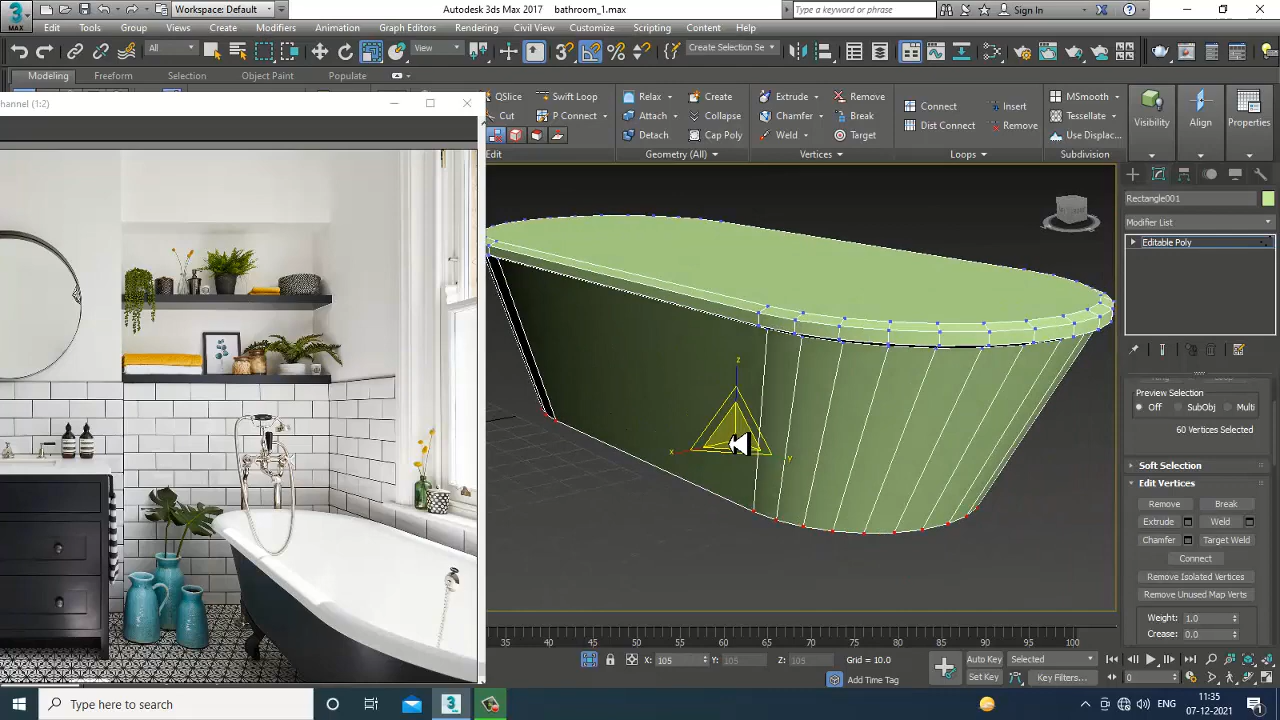 MAX
Workspace: Default
Autodesk 3ds Max 2017
bathroom_1.max
Type a keyword or phrase
Sign In
Edit Tools Group Views Create Modifiers Animation Graph Editors Rendering Civil View Customize Scripting Content Help
All
View
Create Selection Se
Modeling Freeform Selection Object Paint Populate
hannel (1:2)
QSlice Swift Loop
Cut P Connect
Edit
Relax Create
Attach Collapse
Detach Cap Poly
Geometry (All)
Extrude Remove
Chamfer Break
Weld Target
Vertices
Connect Insert
Dist Connect Remove
Loops
MSmooth
Tessellate
Use Displac...
Subdivision
Visibility
Align
Properties
Rectangle001
Modifier List
Editable Poly
Preview Selection
Off SubObj Multi
60 Vertices Selected
Soft Selection
Edit Vertices
Remove Break
Extrude Weld
Chamfer Target Weld
Connect
Remove Isolated Vertices
Remove Unused Map Verts
Weight: 1.0
Crease: 0.0
z
x
y
35 40 45 50 55 60 65 70 75 80 85 90 95 100
X: 105 Y: 105 Z: 109 Grid = 10.0
Add Time Tag
Auto Key Selected
Set Key Key Filters...
0
Type here to search
ENG
11:35
07-12-2021
1